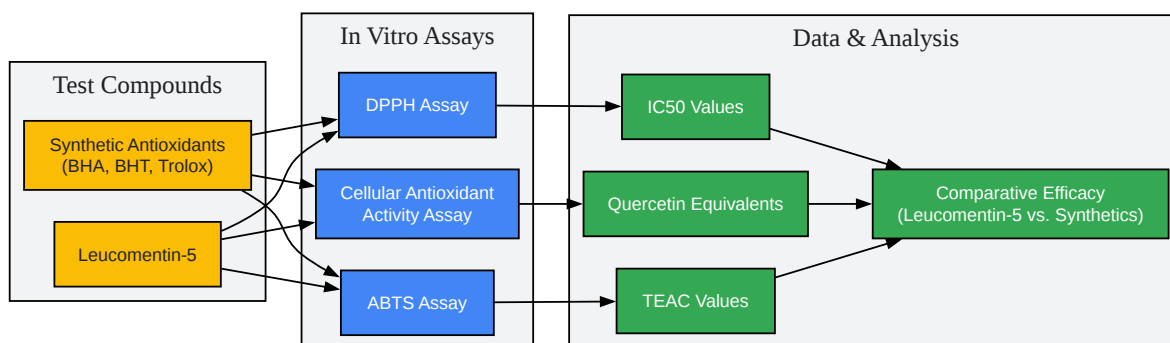 Test Compounds
Synthetic Antioxidants
(BHA, BHT, Trolox)
Leucomentin-5
In Vitro Assays
DPPH Assay
Cellular Antioxidant
Activity Assay
ABTS Assay
Data & Analysis
IC50 Values
Quercetin Equivalents
TEAC Values
Comparative Efficacy
(Leucomentin-5 vs. Synthetics)